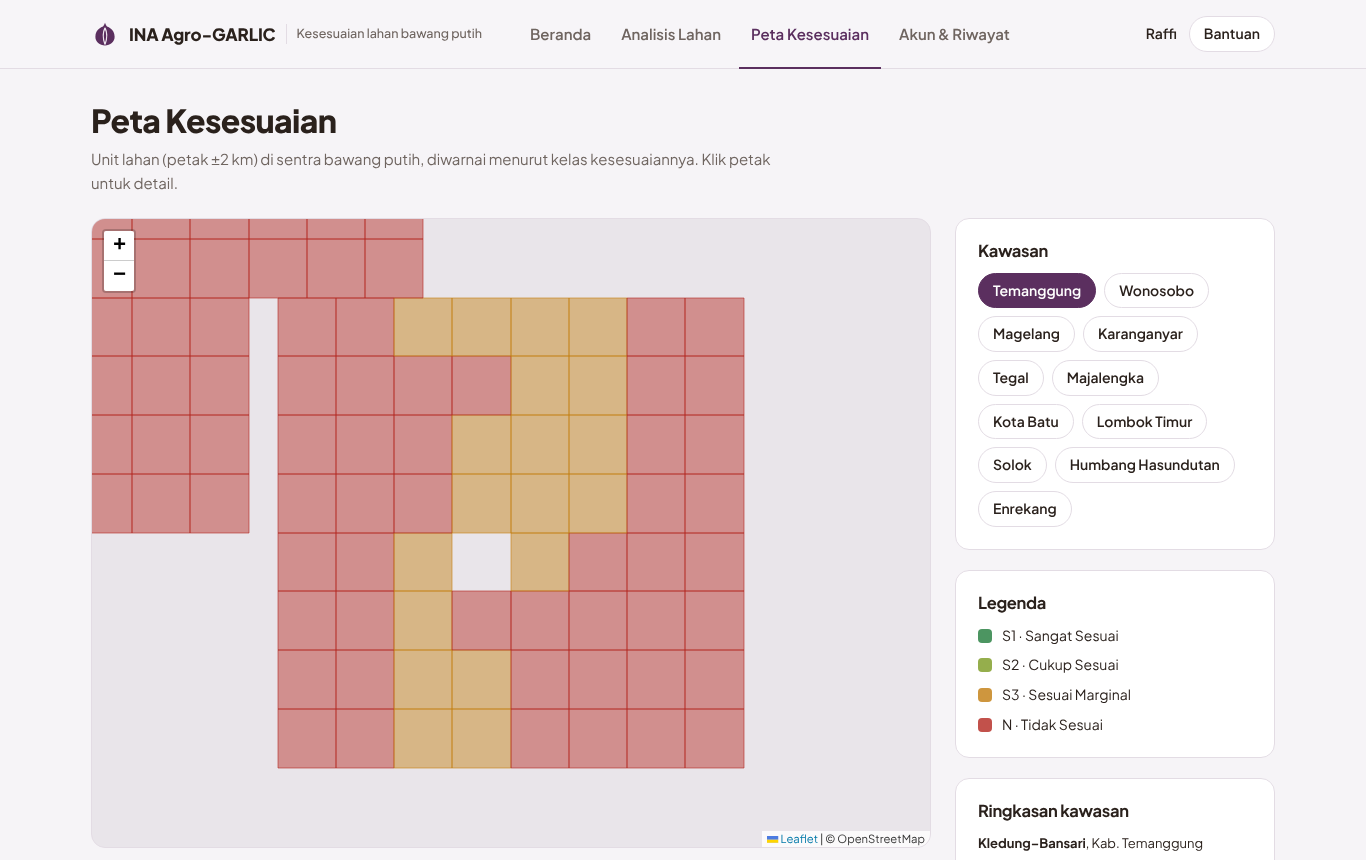 INA Agro-GARLIC
Kesesuaian lahan bawang putih
Beranda
Analisis Lahan
Peta Kesesuaian
Akun & Riwayat
Raffi
Bantuan
Peta Kesesuaian
Unit lahan (petak ±2 km) di sentra bawang putih, diwarnai menurut kelas kesesuaiannya. Klik petak
untuk detail.
+
−
Leaflet | © OpenStreetMap
Kawasan
Temanggung
Wonosobo
Magelang
Karanganyar
Tegal
Majalengka
Kota Batu
Lombok Timur
Solok
Humbang Hasundutan
Enrekang
Legenda
S1 · Sangat Sesuai
S2 · Cukup Sesuai
S3 · Sesuai Marginal
N · Tidak Sesuai
Ringkasan kawasan
Kledung–Bansari, Kab. Temanggung